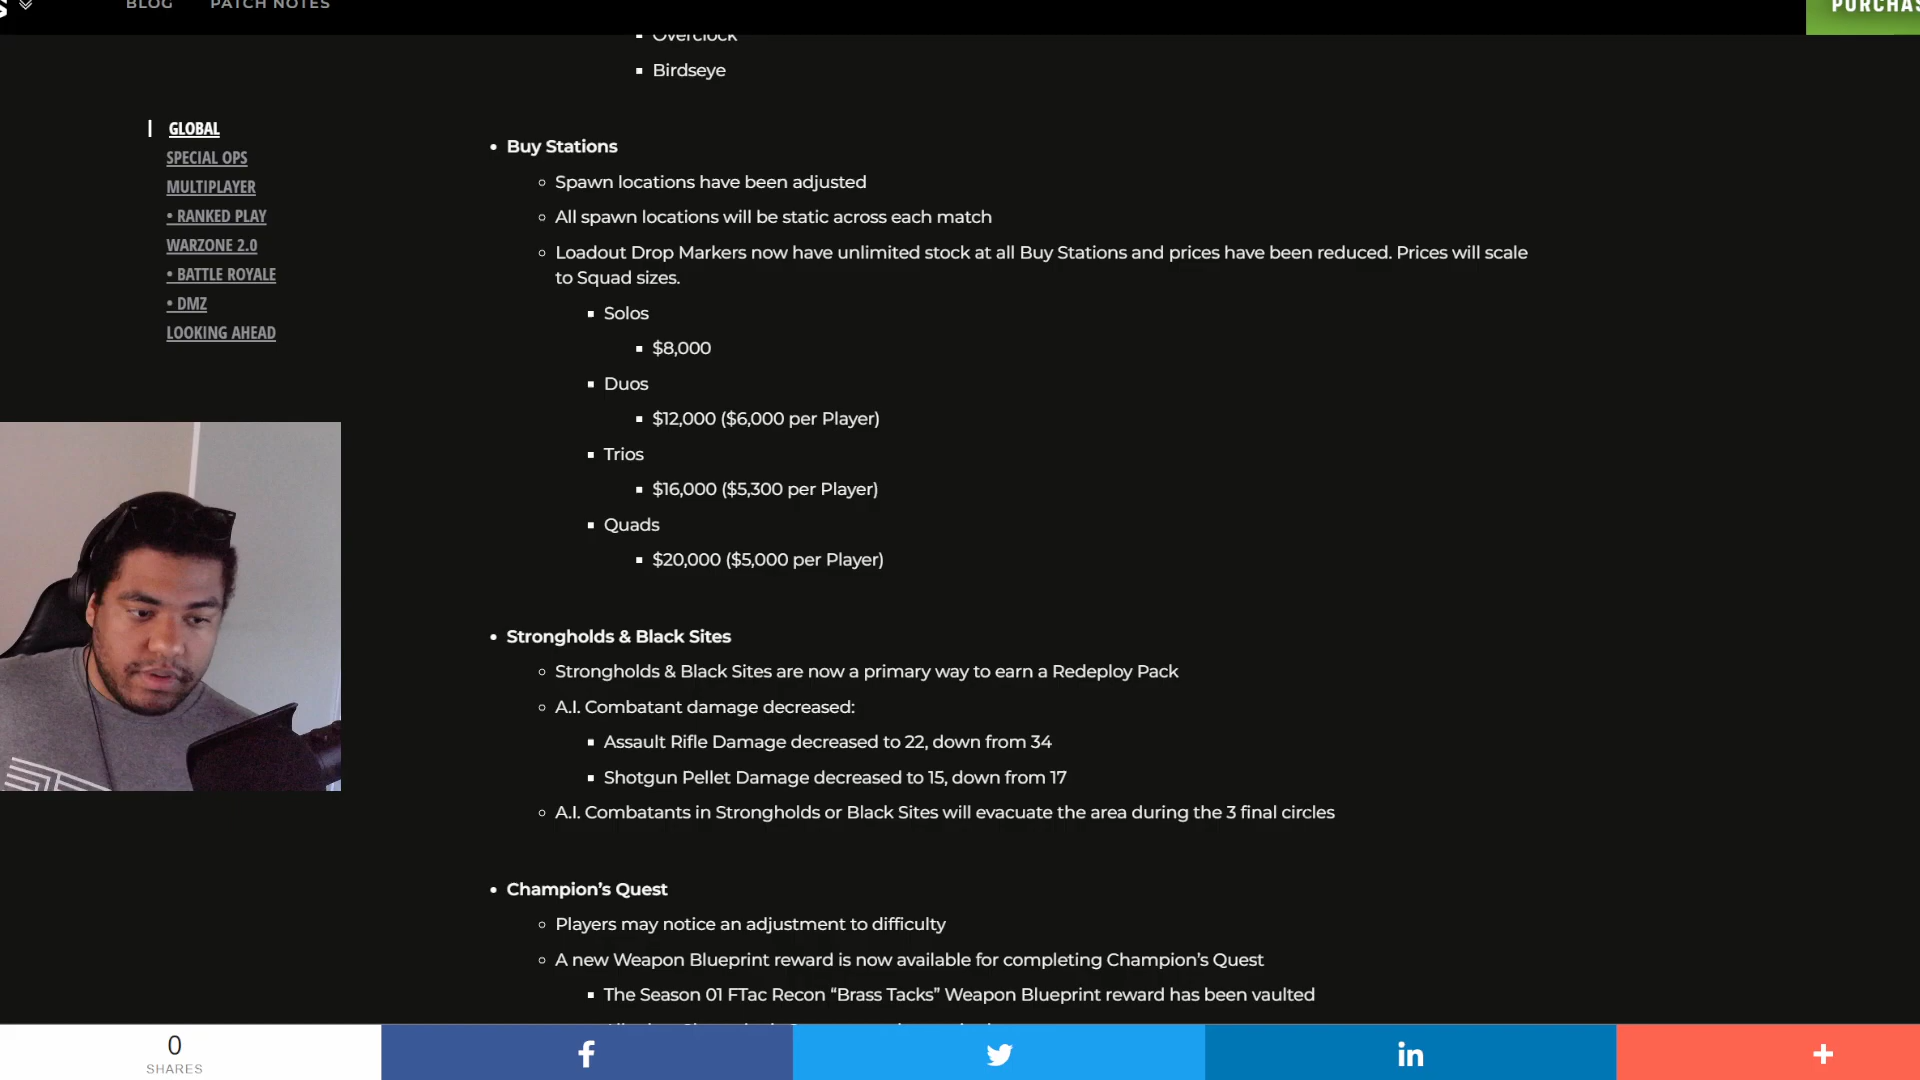 BLOG
PATCH NOTES
Overclock
Birdseye
GLOBAL
SPECIAL OPS
MULTIPLAYER
• RANKED PLAY
WARZONE 2.0
• BATTLE ROYALE
• DMZ
LOOKING AHEAD
• Buy Stations
Spawn locations have been adjusted
All spawn locations will be static across each match
Loadout Drop Markers now have unlimited stock at all Buy Stations and prices have been reduced. Prices will scale
to Squad sizes.
Solos
$8,000
Duos
$12,000 ($6,000 per Player)
Trios
$16,000 ($5,300 per Player)
Quads
$20,000 ($5,000 per Player)
• Strongholds & Black Sites
Strongholds & Black Sites are now a primary way to earn a Redeploy Pack
A.I. Combatant damage decreased:
Assault Rifle Damage decreased to 22, down from 34
Shotgun Pellet Damage decreased to 15, down from 17
A.I. Combatants in Strongholds or Black Sites will evacuate the area during the 3 final circles
• Champion’s Quest
Players may notice an adjustment to difficulty
A new Weapon Blueprint reward is now available for completing Champion’s Quest
The Season 01 FTac Recon “Brass Tacks” Weapon Blueprint reward has been vaulted
0
SHARES